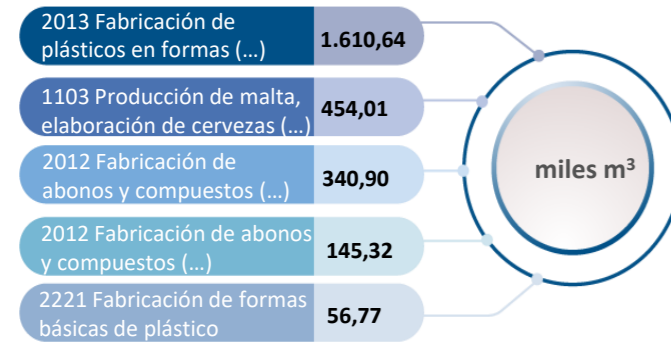 2013 Fabricación de
plásticos en formas (...)
1.610,64
1103 Producción de malta,
elaboración de cervezas (...)
454,01
2012 Fabricación de
abonos y compuestos (...)
340,90
2012 Fabricación de abonos
y compuestos (...)
145,32
2221 Fabricación de formas
básicas de plástico
56,77
miles m³